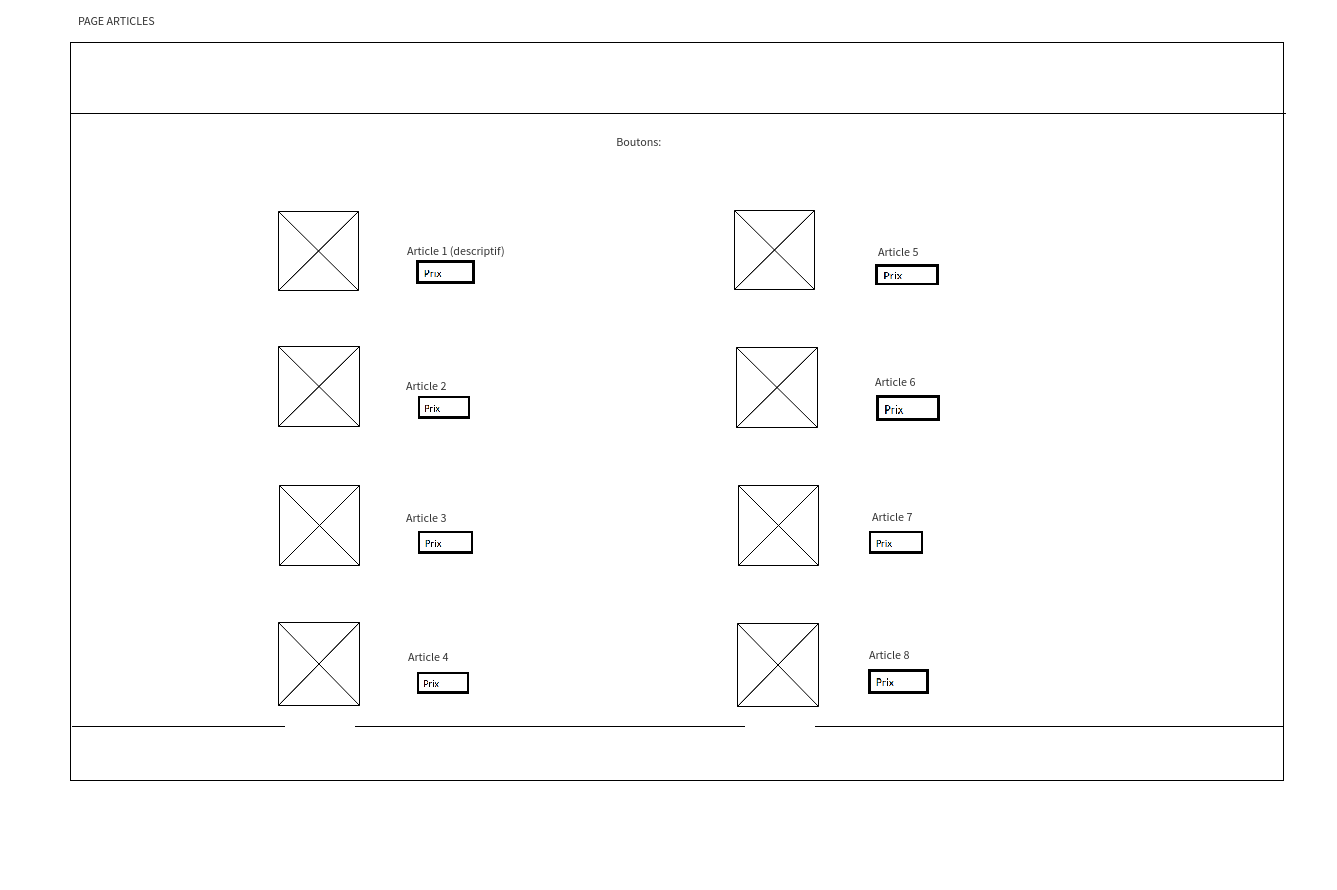 PAGE ARTICLES
Boutons:
Article 1 (descriptif)
Prix
Article 5
Prix
Article 2
Prix
Article 6
Prix
Article 3
Prix
Article 7
Prix
Article 4
Prix
Article 8
Prix